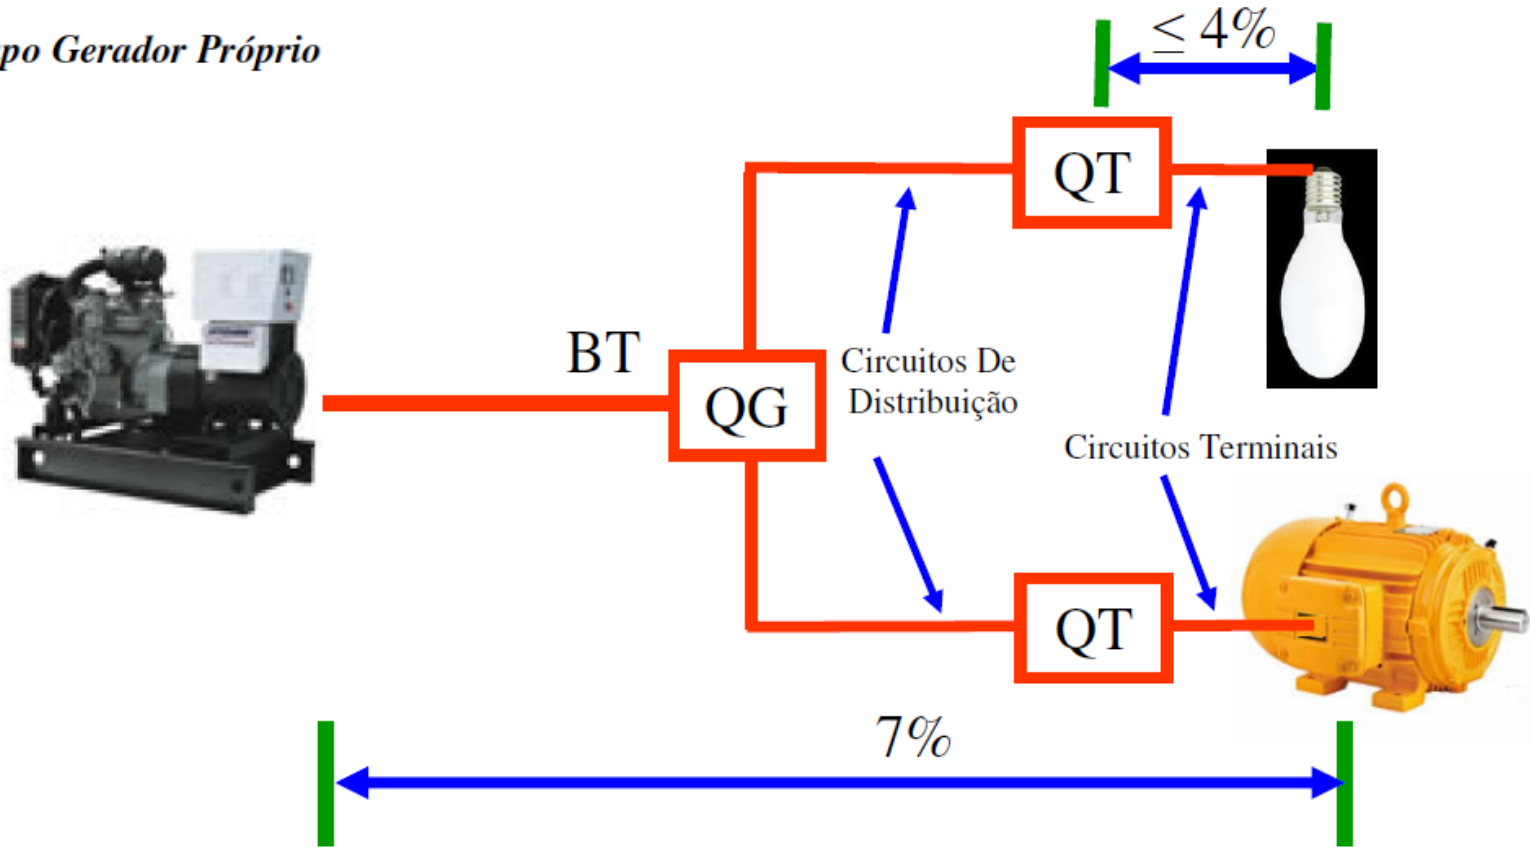 po Gerador Próprio
≤ 4%
QT
BT
QG
Circuitos De
Distribuição
Circuitos Terminais
QT
7%